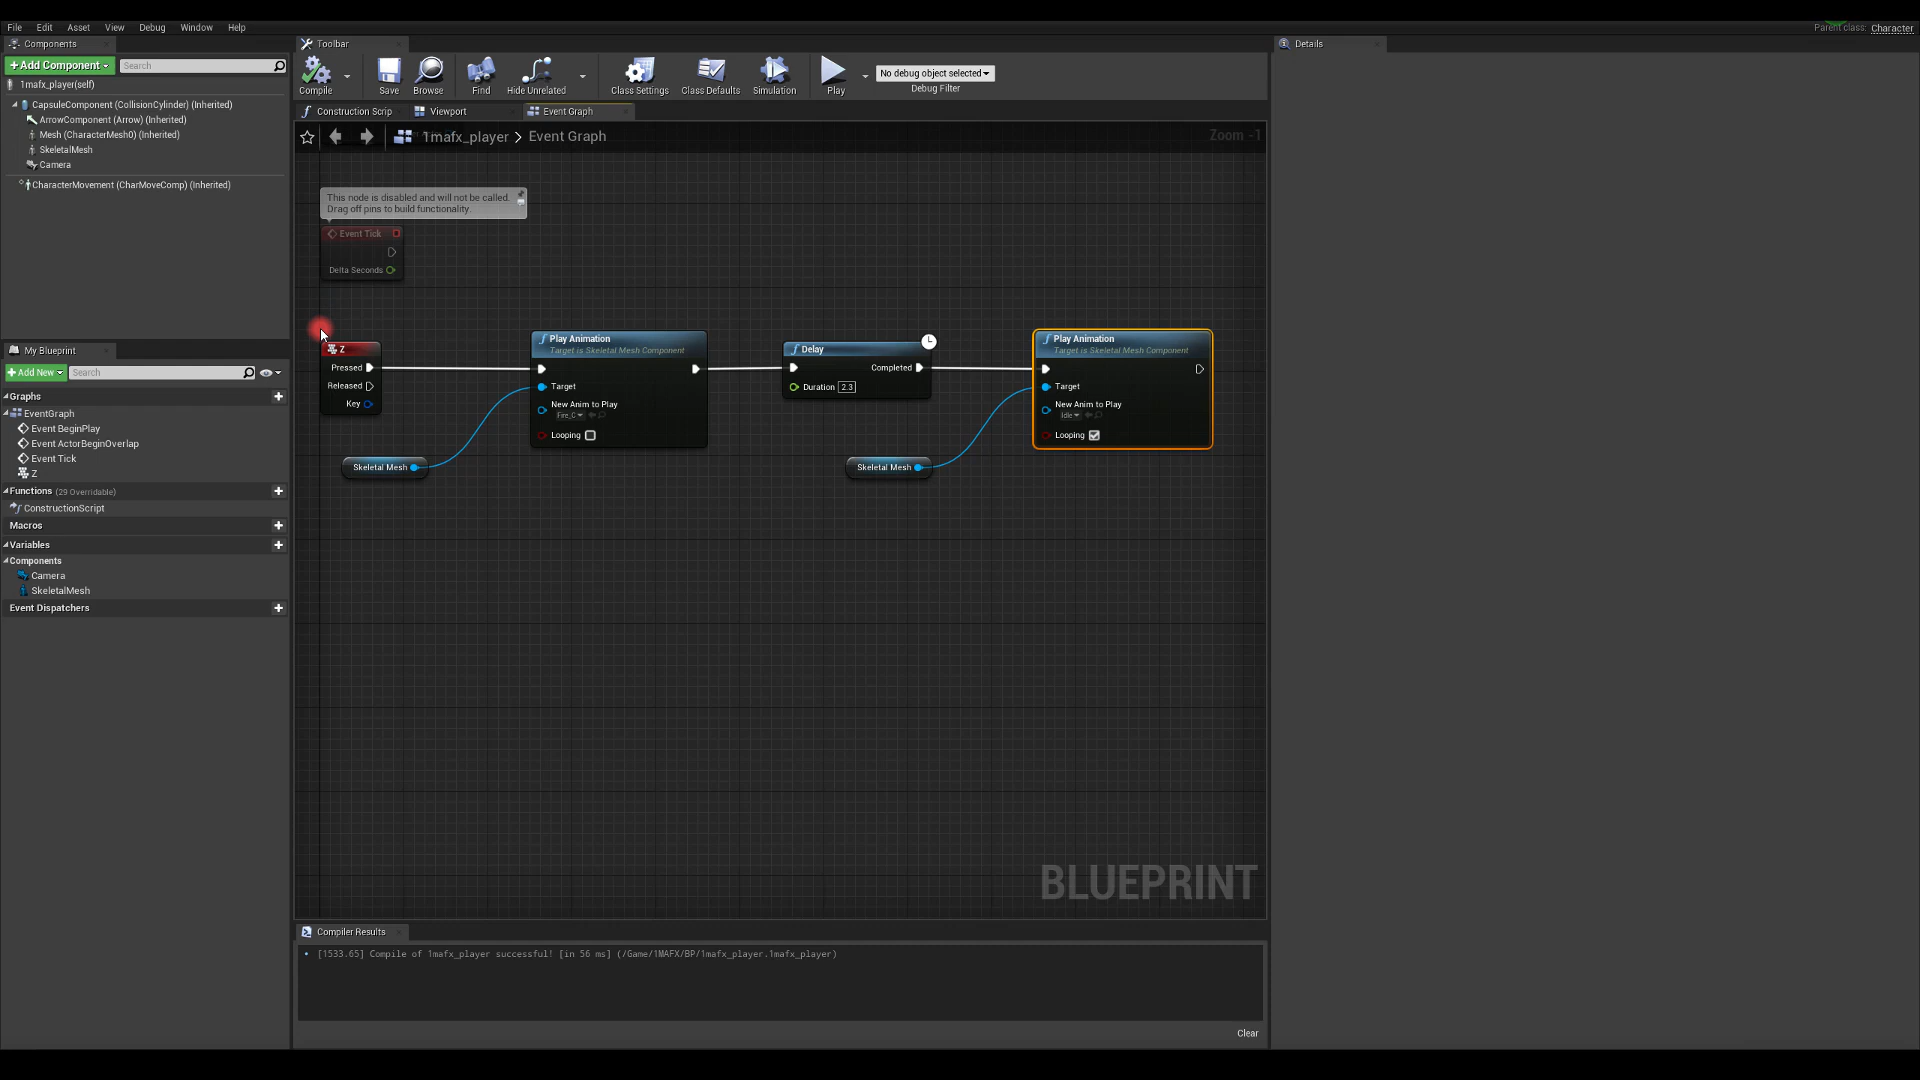 File Edit Asset View Debug Window Help
Parent class: Character
Components
Toolbar
Details
+Add Component
Search
1mafx_player(self)
CapsuleComponent (CollisionCylinder) (Inherited)
ArrowComponent (Arrow) (Inherited)
Mesh (CharacterMesh0) (Inherited)
SkeletalMesh
Camera
CharacterMovement (CharMoveComp) (Inherited)
Compile
Save
Browse
Find
Hide Unrelated
Class Settings
Class Defaults
Simulation
Play
No debug object selected
Debug Filter
Construction Scrip
Viewport
Event Graph
1mafx_player > Event Graph
Zoom -1
This node is disabled and will not be called.
Drag off pins to build functionality.
Event Tick
Delta Seconds
Z
Pressed
Released
Key
Skeletal Mesh
Play Animation
Target is Skeletal Mesh Component
Target
New Anim to Play
Fire_C
Looping
Delay
Completed
Duration 2.3
Skeletal Mesh
Play Animation
Target is Skeletal Mesh Component
Target
New Anim to Play
Idle
Looping
BLUEPRINT
My Blueprint
+Add New
Search
Graphs
EventGraph
Event BeginPlay
Event ActorBeginOverlap
Event Tick
Z
Functions (29 Overridable)
ConstructionScript
Macros
Variables
Components
Camera
SkeletalMesh
Event Dispatchers
Compiler Results
[1533.65] Compile of 1mafx_player successful! [in 56 ms] (/Game/1MAFX/BP/1mafx_player.1mafx_player)
Clear